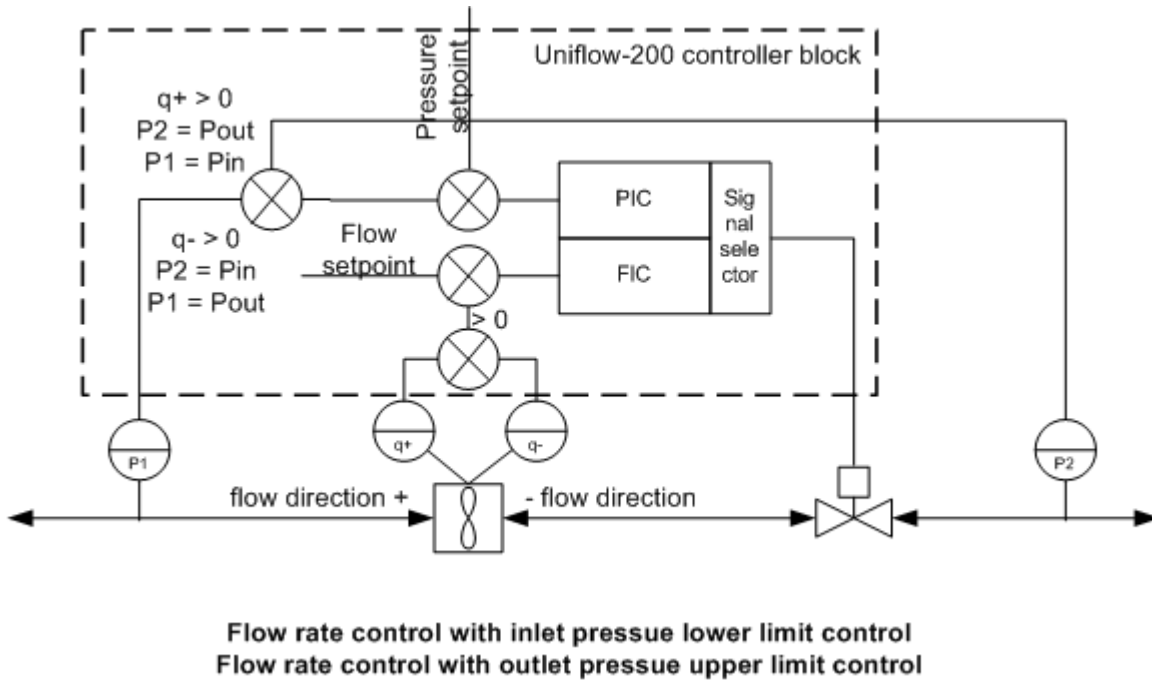 Uniflow-200 controller block
Pressure
setpoint
q+ > 0
P2 = Pout
P1 = Pin
q- > 0
P2 = Pin
P1 = Pout
Flow
setpoint
> 0
PIC
FIC
Sig
nal
sele
ctor
q+
q-
P1
P2
flow direction +
- flow direction
Flow rate control with inlet pressue lower limit control
Flow rate control with outlet pressue upper limit control